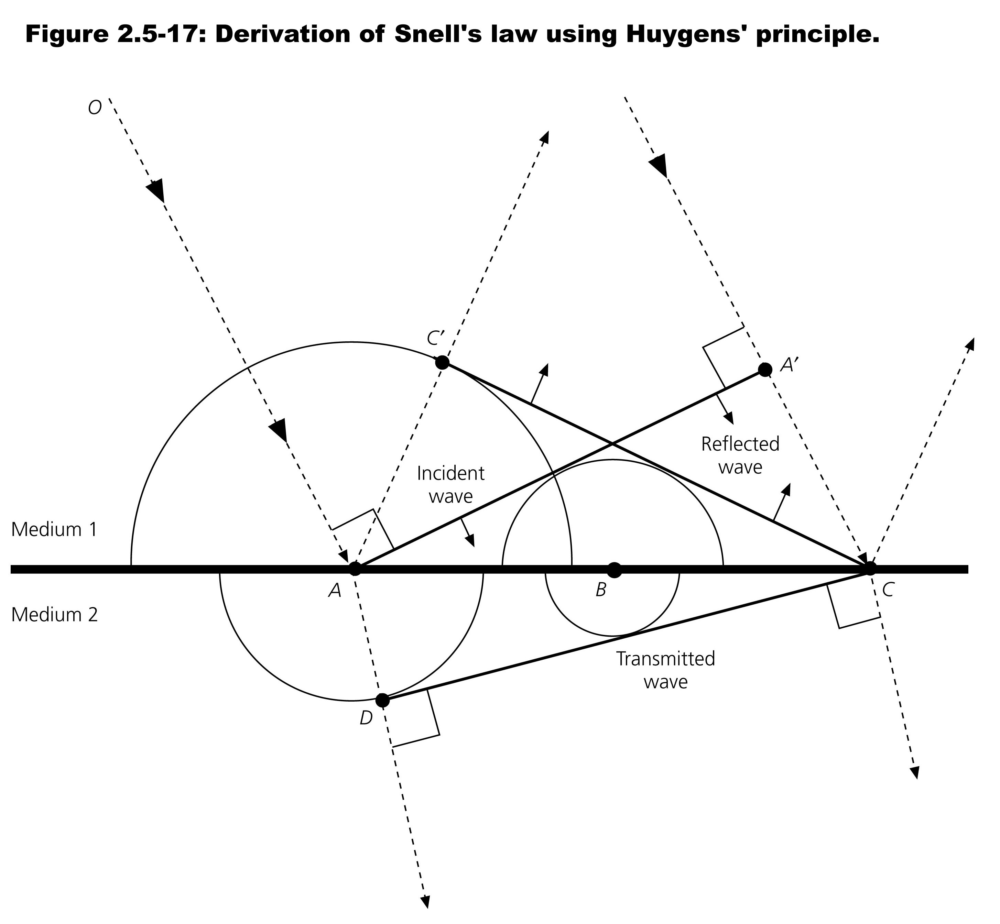 Figure 2.5-17: Derivation of Snell's law using Huygens' principle.
O
C′
A′
Reflected
wave
Incident
wave
Medium 1
A
B
C
Medium 2
Transmitted
wave
D